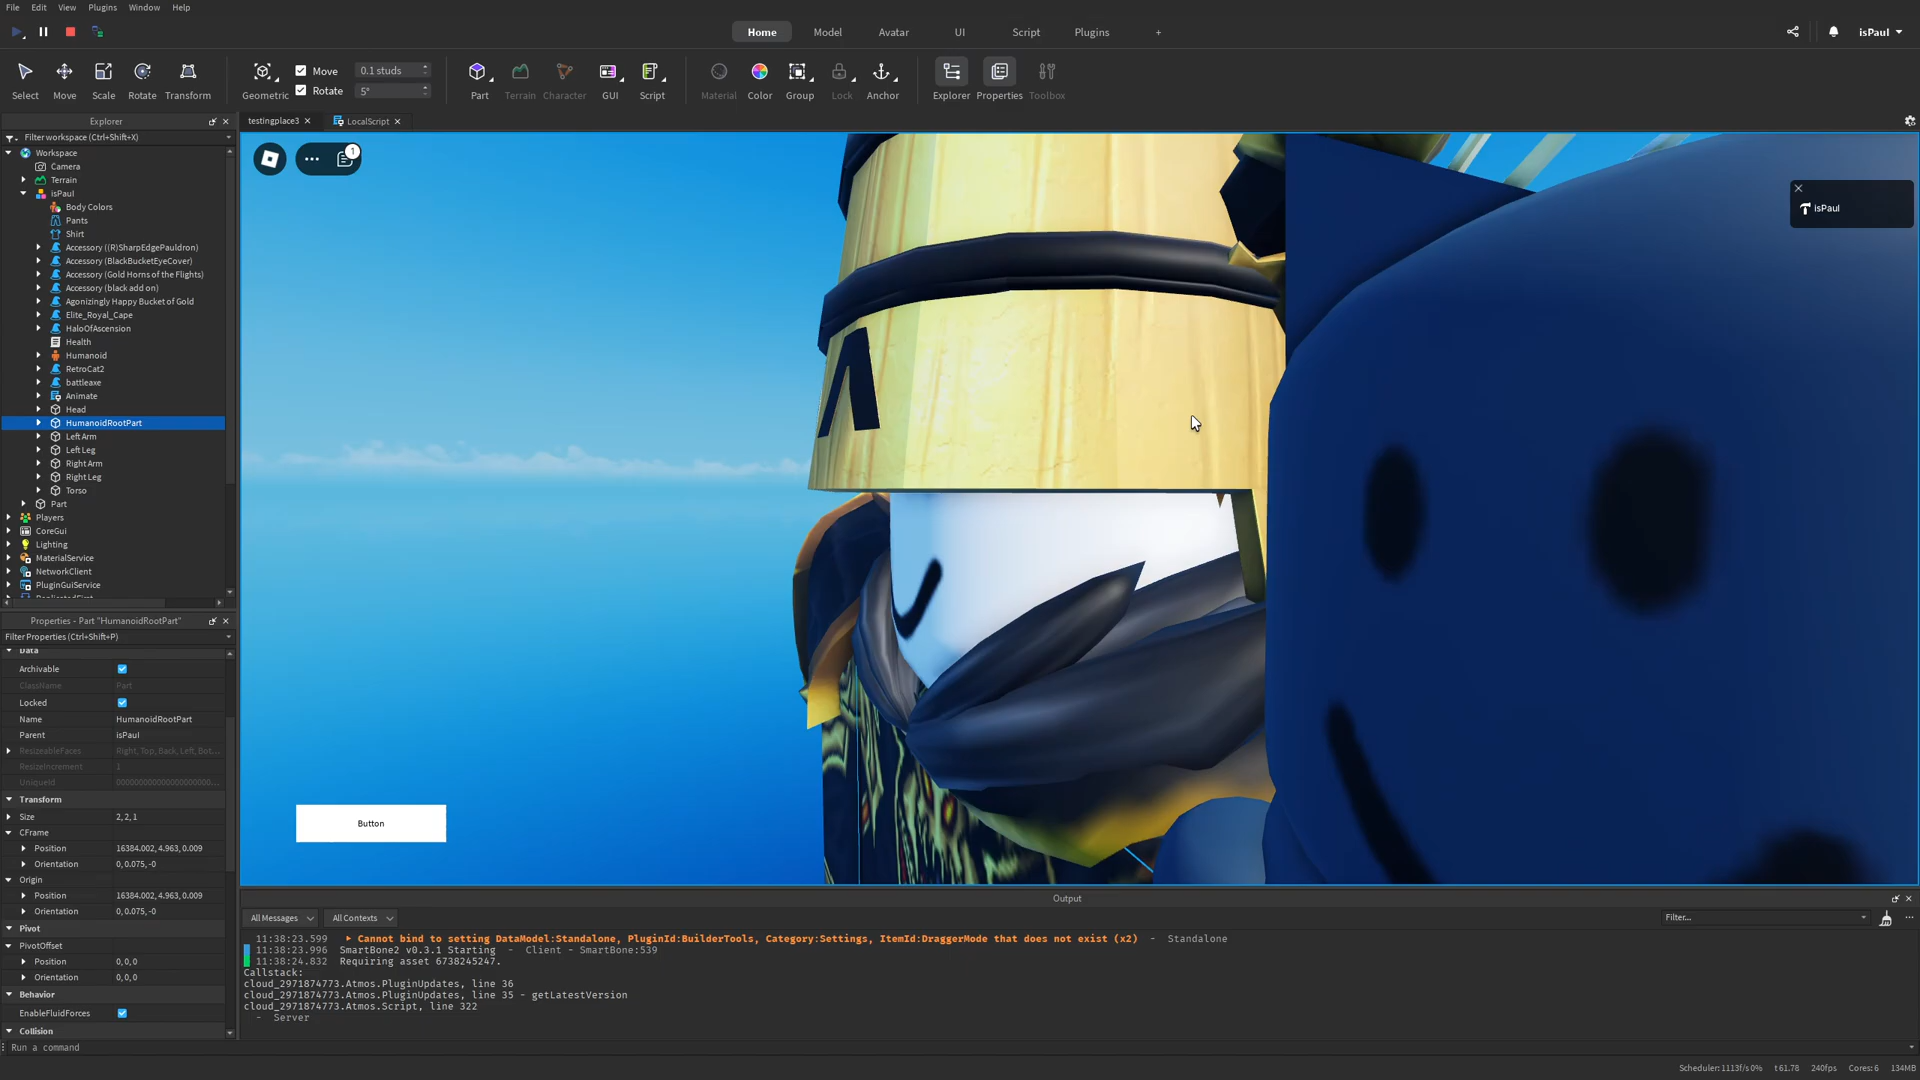 File Edit View Plugins Window Help
Home Model Avatar UI Script Plugins +
isPaul
Select Move Scale Rotate Transform
Geometric
Move 0.1 studs
Rotate 5°
Part Terrain Character GUI Script
Material Color Group Lock Anchor
Explorer Properties Toolbox
Explorer
testingplace3
LocalScript
Filter workspace (Ctrl+Shift+X)
Workspace
Camera
Terrain
isPaul
Body Colors
Pants
Shirt
Accessory ((R)SharpEdgePauldron)
Accessory (BlackBucketEyeCover)
Accessory (Gold Horns of the Flights)
Accessory (black add on)
Agonizingly Happy Bucket of Gold
Elite_Royal_Cape
HaloOfAscension
Health
Humanoid
RetroCat2
battleaxe
Animate
Head
HumanoidRootPart
Left Arm
Left Leg
Right Arm
Right Leg
Torso
Part
Players
CoreGui
Lighting
MaterialService
NetworkClient
PluginGuiService
1
isPaul
Button
Properties - Part "HumanoidRootPart"
Filter Properties (Ctrl+Shift+P)
Data
Archivable
ClassName Part
Locked
Name HumanoidRootPart
Parent isPaul
ResizeableFaces Right, Top, Back, Left, Bot...
ResizeIncrement 1
UniqueId 00000000000000000000...
Transform
Size 2, 2, 1
CFrame
Position 16384.002, 4.963, 0.009
Orientation 0, 0.075, -0
Origin
Position 16384.002, 4.963, 0.009
Orientation 0, 0.075, -0
Pivot
PivotOffset
Position 0, 0, 0
Orientation 0, 0, 0
Behavior
EnableFluidForces
Collision
Output
All Messages All Contexts Filter...
11:38:23.599 Cannot bind to setting DataModel:Standalone, PluginId:BuilderTools, Category:Settings, ItemId:DraggerMode that does not exist (x2) - Standalone
11:38:23.996 SmartBone2 v0.3.1 Starting - Client - SmartBone:539
11:38:24.832 Requiring asset 6738245247.
Callstack:
cloud_2971874773.Atmos.PluginUpdates, line 36
cloud_2971874773.Atmos.PluginUpdates, line 35 - getLatestVersion
cloud_2971874773.Atmos.Script, line 322
- Server
Run a command
Scheduler: 1113f/s 0% t 61.78 240fps Cores: 6 134MB